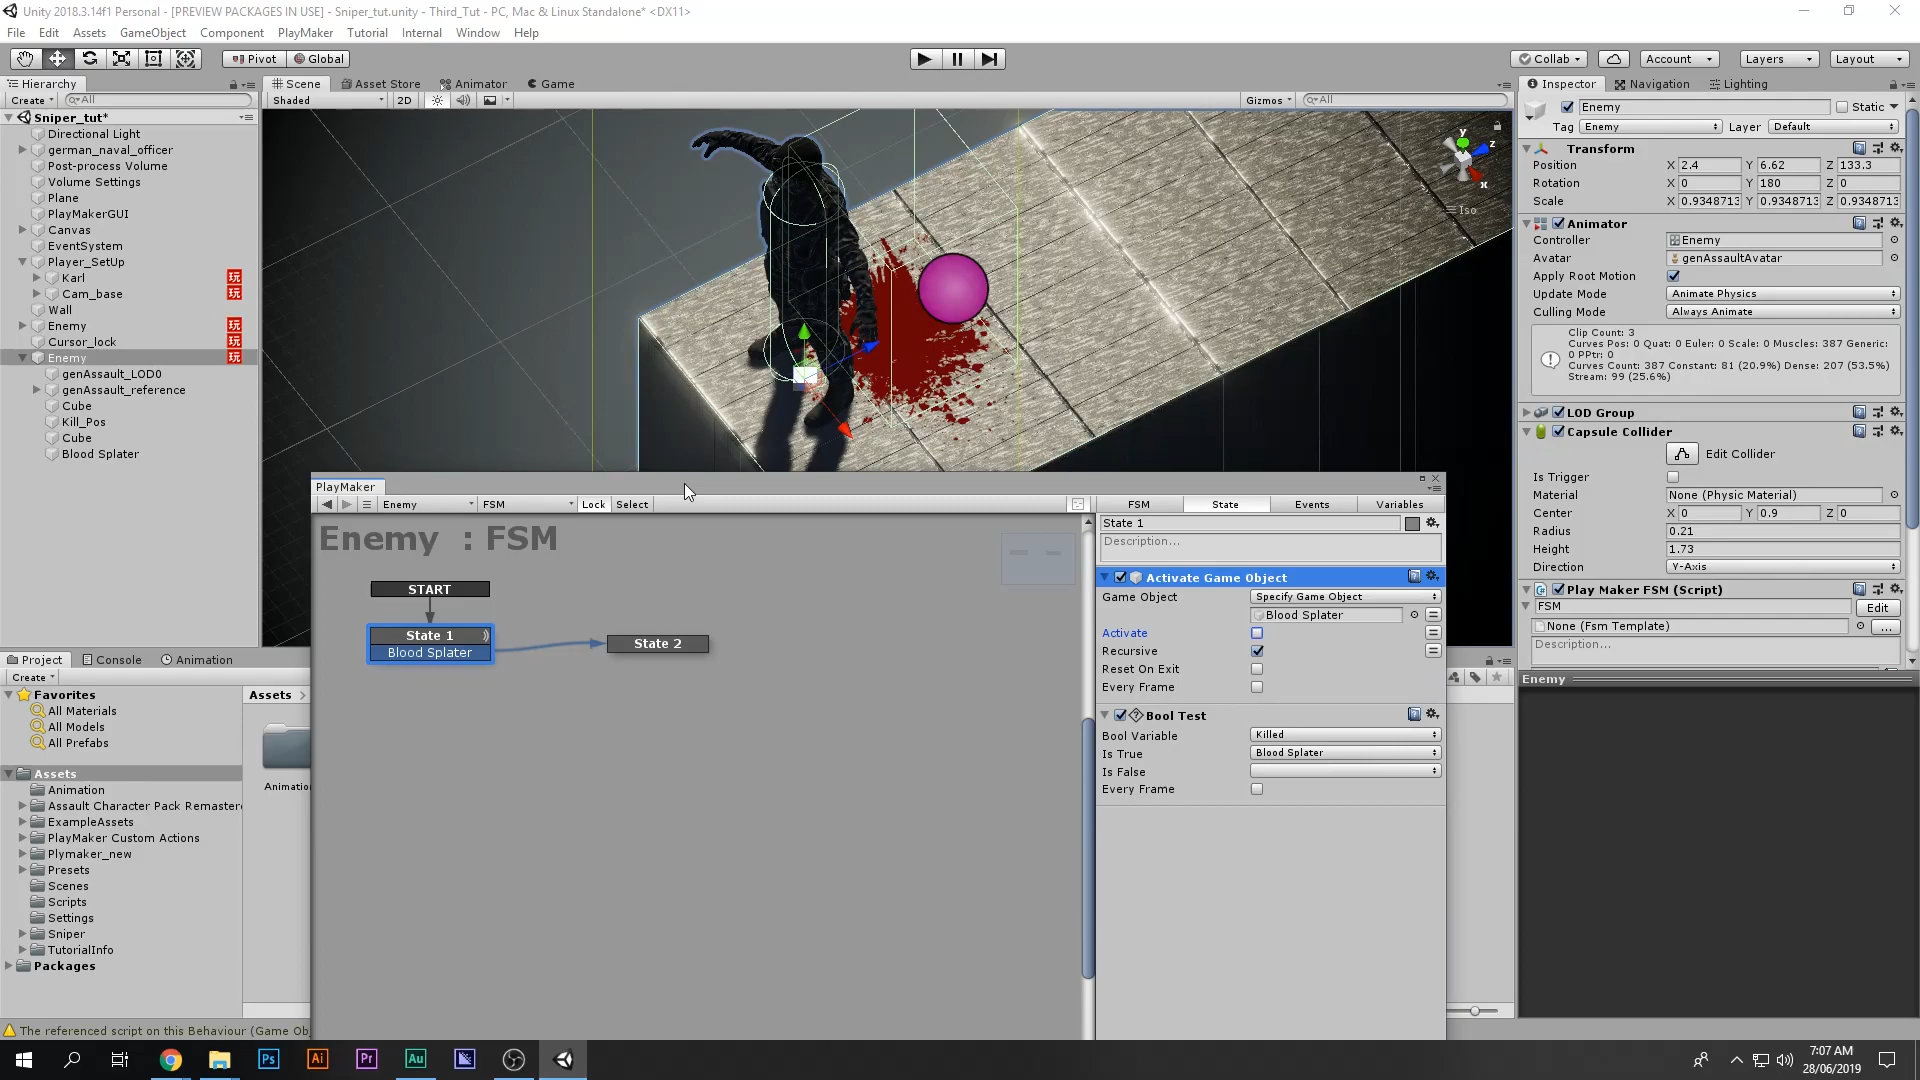 Unity 2018.3.14f1 Personal - [PREVIEW PACKAGES IN USE] - Sniper_tut.unity - Third_Tut - PC, Mac & Linux Standalone* <DX11>
File Edit Assets GameObject Component PlayMaker Tutorial Internal Window Help
Pivot Global Collab Account Layers Layout
Hierarchy
Create All
Sniper_tut*
Directional Light
german_naval_officer
Post-process Volume
Volume Settings
Plane
PlayMakerGUI
Canvas
EventSystem
Player_SetUp
Karl 玩
Cam_base 玩
Wall
Enemy 玩
Cursor_lock 玩
Enemy 玩
genAssault_LOD0
genAssault_reference
Cube
Kill_Pos
Cube
Blood Splater
Scene Asset Store Animator Game
Shaded 2D Gizmos All
y
z
x
Iso
PlayMaker
Enemy FSM Lock Select
Enemy : FSM
START
State 1
Blood Splater
State 2
FSM State Events Variables
State 1
Description...
Activate Game Object
Game Object Specify Game Object
Blood Splater
Activate
Recursive
Reset On Exit
Every Frame
Bool Test
Bool Variable Killed
Is True Blood Splater
Is False
Every Frame
Project Console Animation
Create
Favorites
All Materials
All Models
All Prefabs
Assets
Animation
Assault Character Pack Remastere
ExampleAssets
PlayMaker Custom Actions
Plymaker_new
Presets
Scenes
Scripts
Settings
Sniper
TutorialInfo
Packages
Assets
Animatio
The referenced script on this Behaviour (Game Ob
Inspector Navigation Lighting
Enemy Static
Tag Enemy Layer Default
Transform
Position X 2.4 Y 6.62 Z 133.3
Rotation X 0 Y 180 Z 0
Scale X 0.9348713 Y 0.9348713 Z 0.9348713
Animator
Controller Enemy
Avatar genAssaultAvatar
Apply Root Motion
Update Mode Animate Physics
Culling Mode Always Animate
Clip Count: 3
Curves Pos: 0 Quat: 0 Euler: 0 Scale: 0 Muscles: 387 Generic:
0 PPtr: 0
Curves Count: 387 Constant: 81 (20.9%) Dense: 207 (53.5%)
Stream: 99 (25.6%)
LOD Group
Capsule Collider
Edit Collider
Is Trigger
Material None (Physic Material)
Center X 0 Y 0.9 Z 0
Radius 0.21
Height 1.73
Direction Y-Axis
Play Maker FSM (Script)
FSM Edit
None (Fsm Template) ...
Description...
Enemy
Ps Ai Pr Au
7:07 AM
28/06/2019